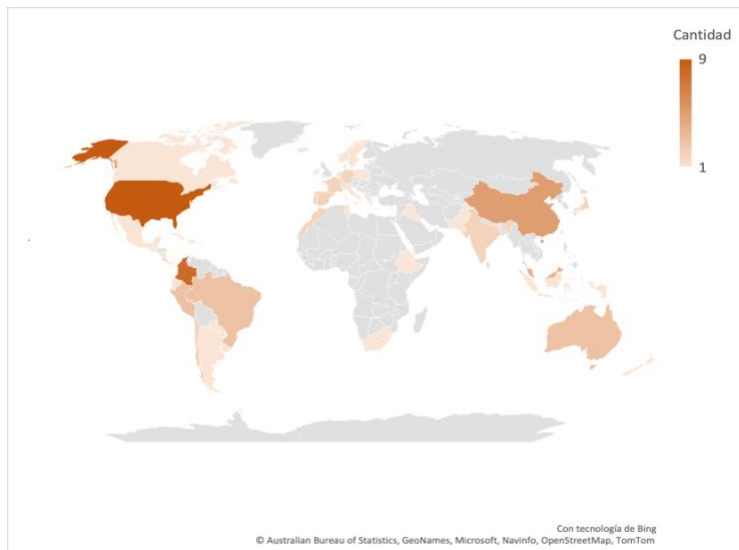 Cantidad
9
1
Con tecnología de Bing
© Australian Bureau of Statistics, GeoNames, Microsoft, Navinfo, OpenStreetMap, TomTom